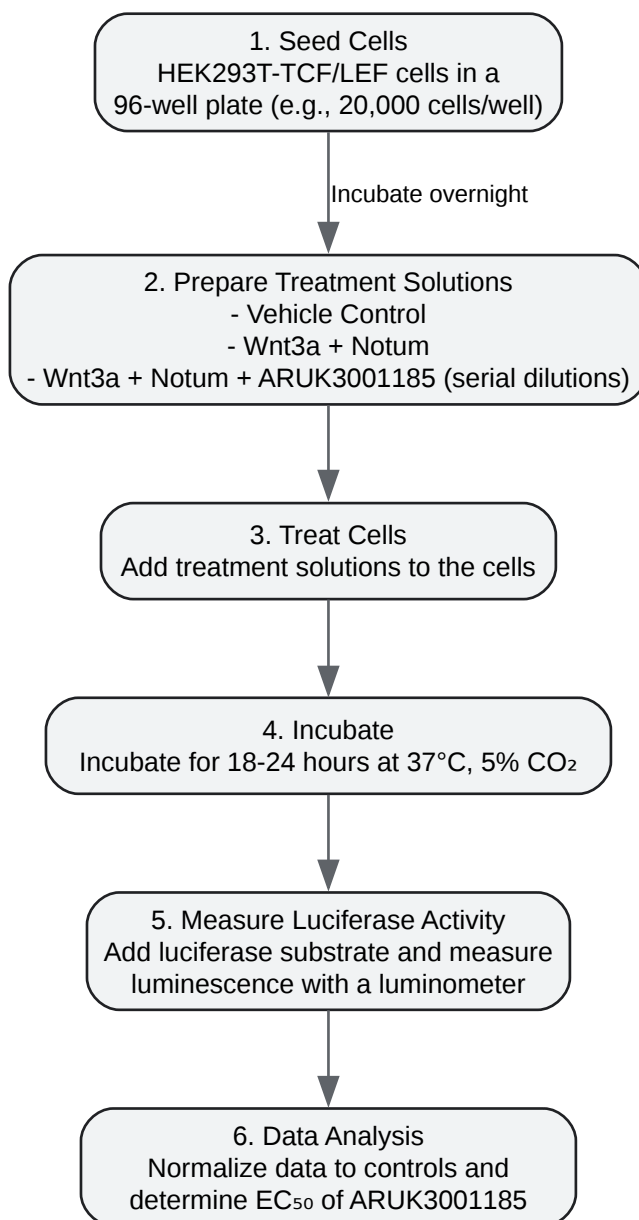 1. Seed Cells
HEK293T-TCF/LEF cells in a
96-well plate (e.g., 20,000 cells/well)
Incubate overnight
2. Prepare Treatment Solutions
- Vehicle Control
- Wnt3a + Notum
- Wnt3a + Notum + ARUK3001185 (serial dilutions)
3. Treat Cells
Add treatment solutions to the cells
4. Incubate
Incubate for 18-24 hours at 37°C, 5% CO₂
5. Measure Luciferase Activity
Add luciferase substrate and measure
luminescence with a luminometer
6. Data Analysis
Normalize data to controls and
determine EC₅₀ of ARUK3001185